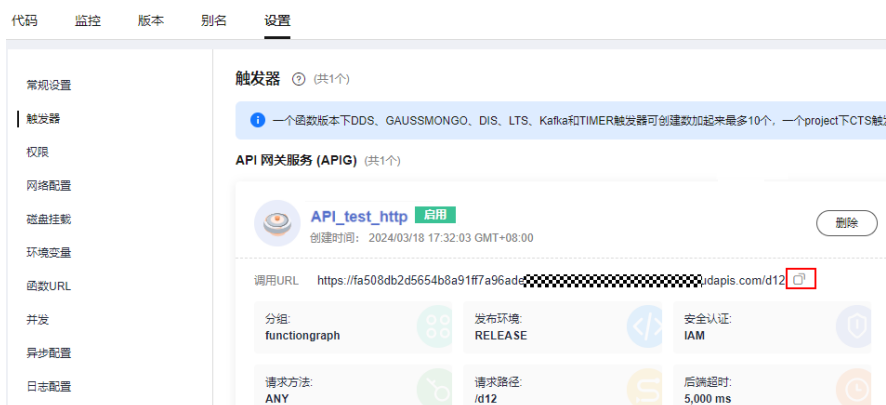 代码 监控 版本 别名 设置
常规设置
触发器
权限
网络配置
磁盘挂载
环境变量
函数URL
并发
异步配置
日志配置
触发器 ? (共1个)
i 一个函数版本下DDS、GAUSSMONGO、DIS、LTS、Kafka和TIMER触发器可创建数加起来最多10个，一个project下CTS触
API 网关服务 (APIG) (共1个)
API_test_http 启用
创建时间: 2024/03/18 17:32:03 GMT+08:00
删除
调用URL https://fa508db2d5654b8a91ff7a96ade udapis.com/d12
分组: 发布环境: 安全认证:
functiongraph RELEASE IAM
请求方法: 请求路径: 后端超时:
ANY /d12 5,000 ms